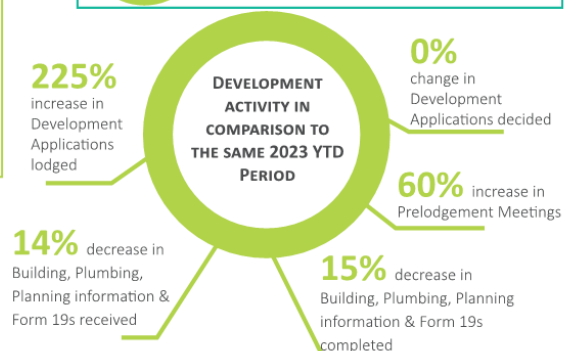 DEVELOPMENT
ACTIVITY IN
COMPARISON TO
THE SAME 2023 YTD
PERIOD
225%
increase in
Development
Applications
lodged
0%
change in
Development
Applications decided
60% increase in
Prelodgement Meetings
14% decrease in
Building, Plumbing,
Planning information &
Form 19s received
15% decrease in
Building, Plumbing, Planning
information & Form 19s
completed